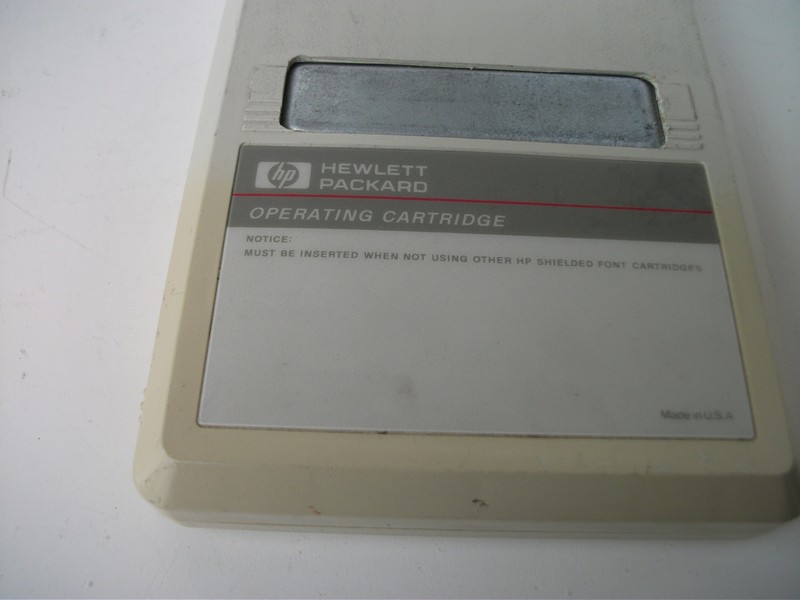 hp
HEWLETT
PACKARD
OPERATING CARTRIDGE
NOTICE:
MUST BE INSERTED WHEN NOT USING OTHER HP SHIELDED FONT CARTRIDGES
Made in U.S.A